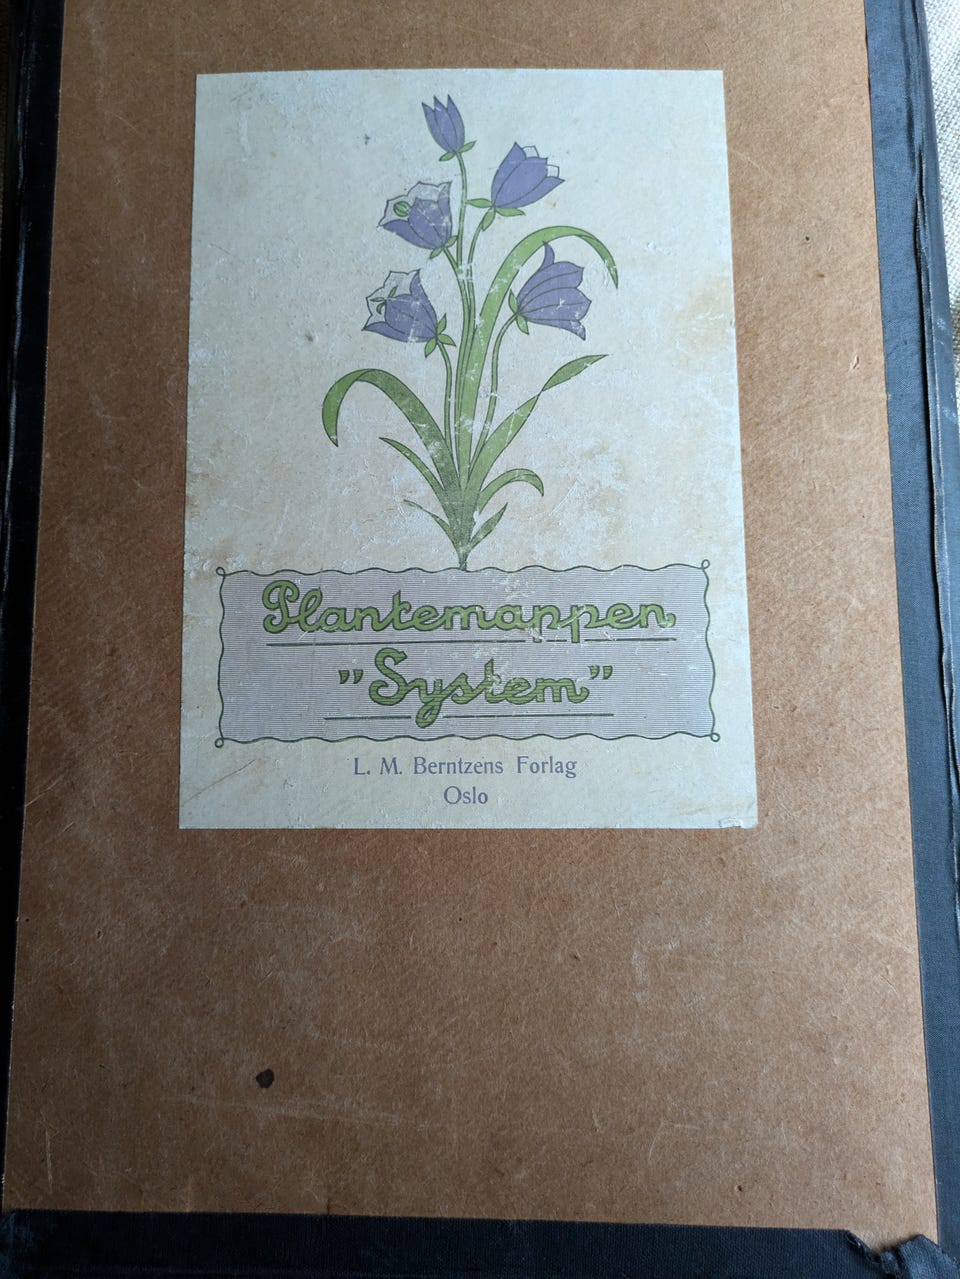 Plantemappen
"System"
L. M. Berntzens Forlag
Oslo